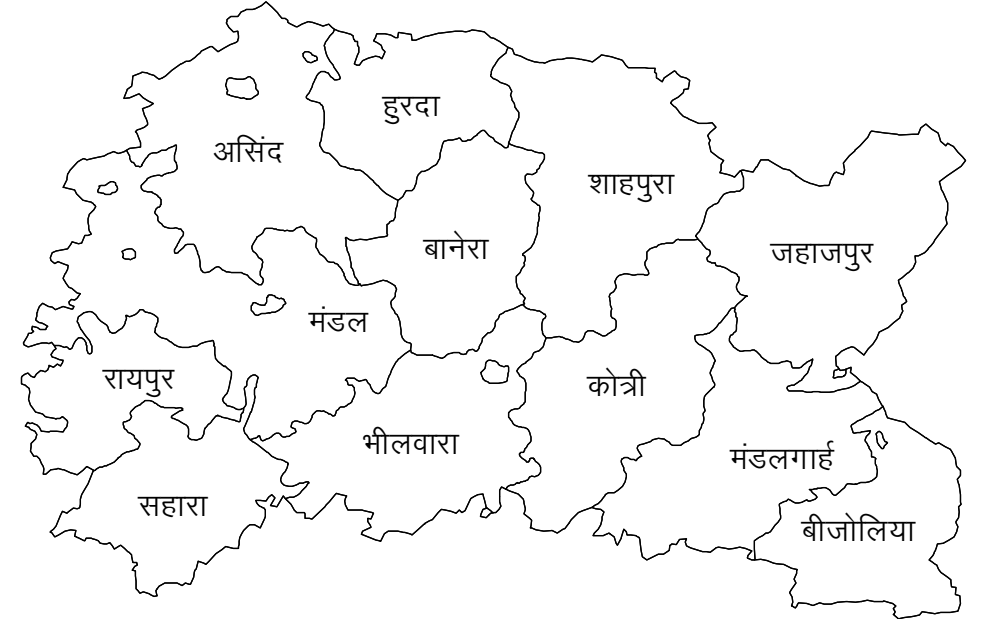 हुरदा
असिंद
शाहपुरा
बानेरा
जहाजपुर
मंडल
रायपुर
कोत्री
भीलवारा
मंडलगार्ह
सहारा
बीजोलिया